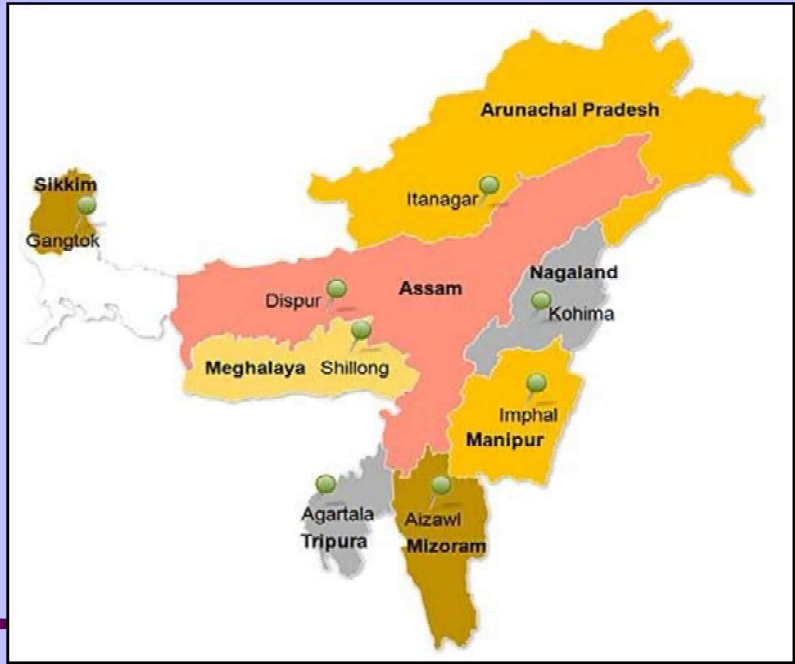 Arunachal Pradesh
Itanagar
Sikkim
Gangtok
Nagaland
Kohima
Dispur
Assam
Meghalaya
Shillong
Imphal
Manipur
Agartala
Tripura
Aizawl
Mizoram